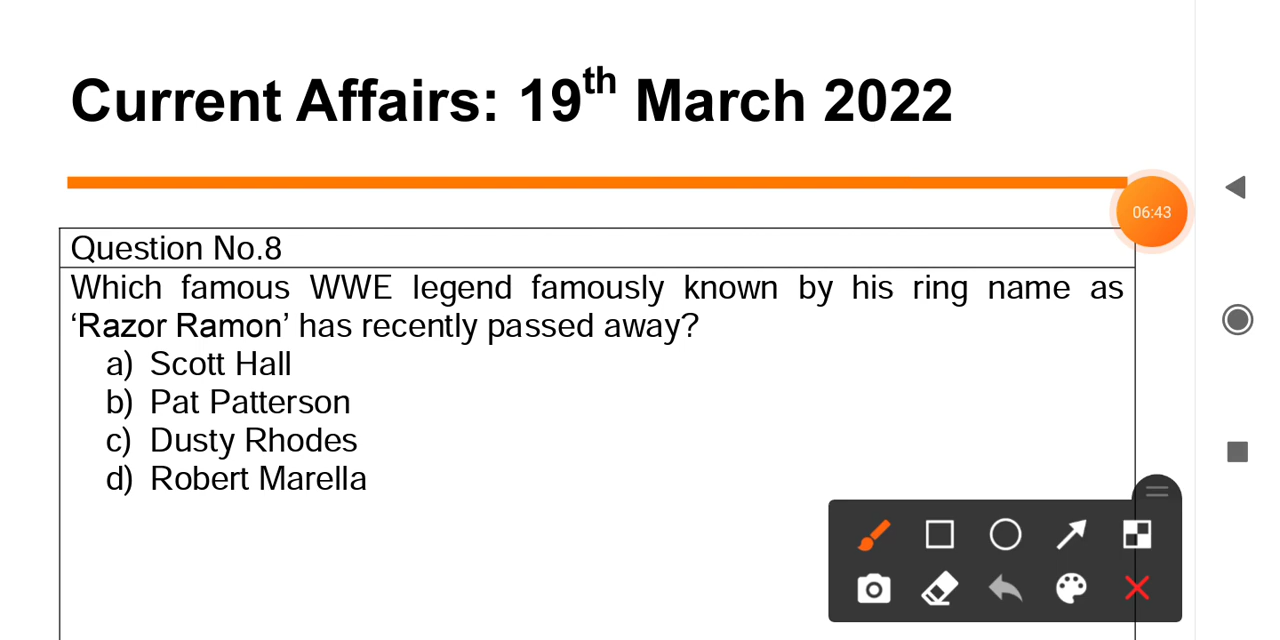 Current Affairs: 19th March 2022
06:43
Question No.8
Which famous WWE legend famously known by his ring name as
‘Razor Ramon’ has recently passed away?
a) Scott Hall
b) Pat Patterson
c) Dusty Rhodes
d) Robert Marella